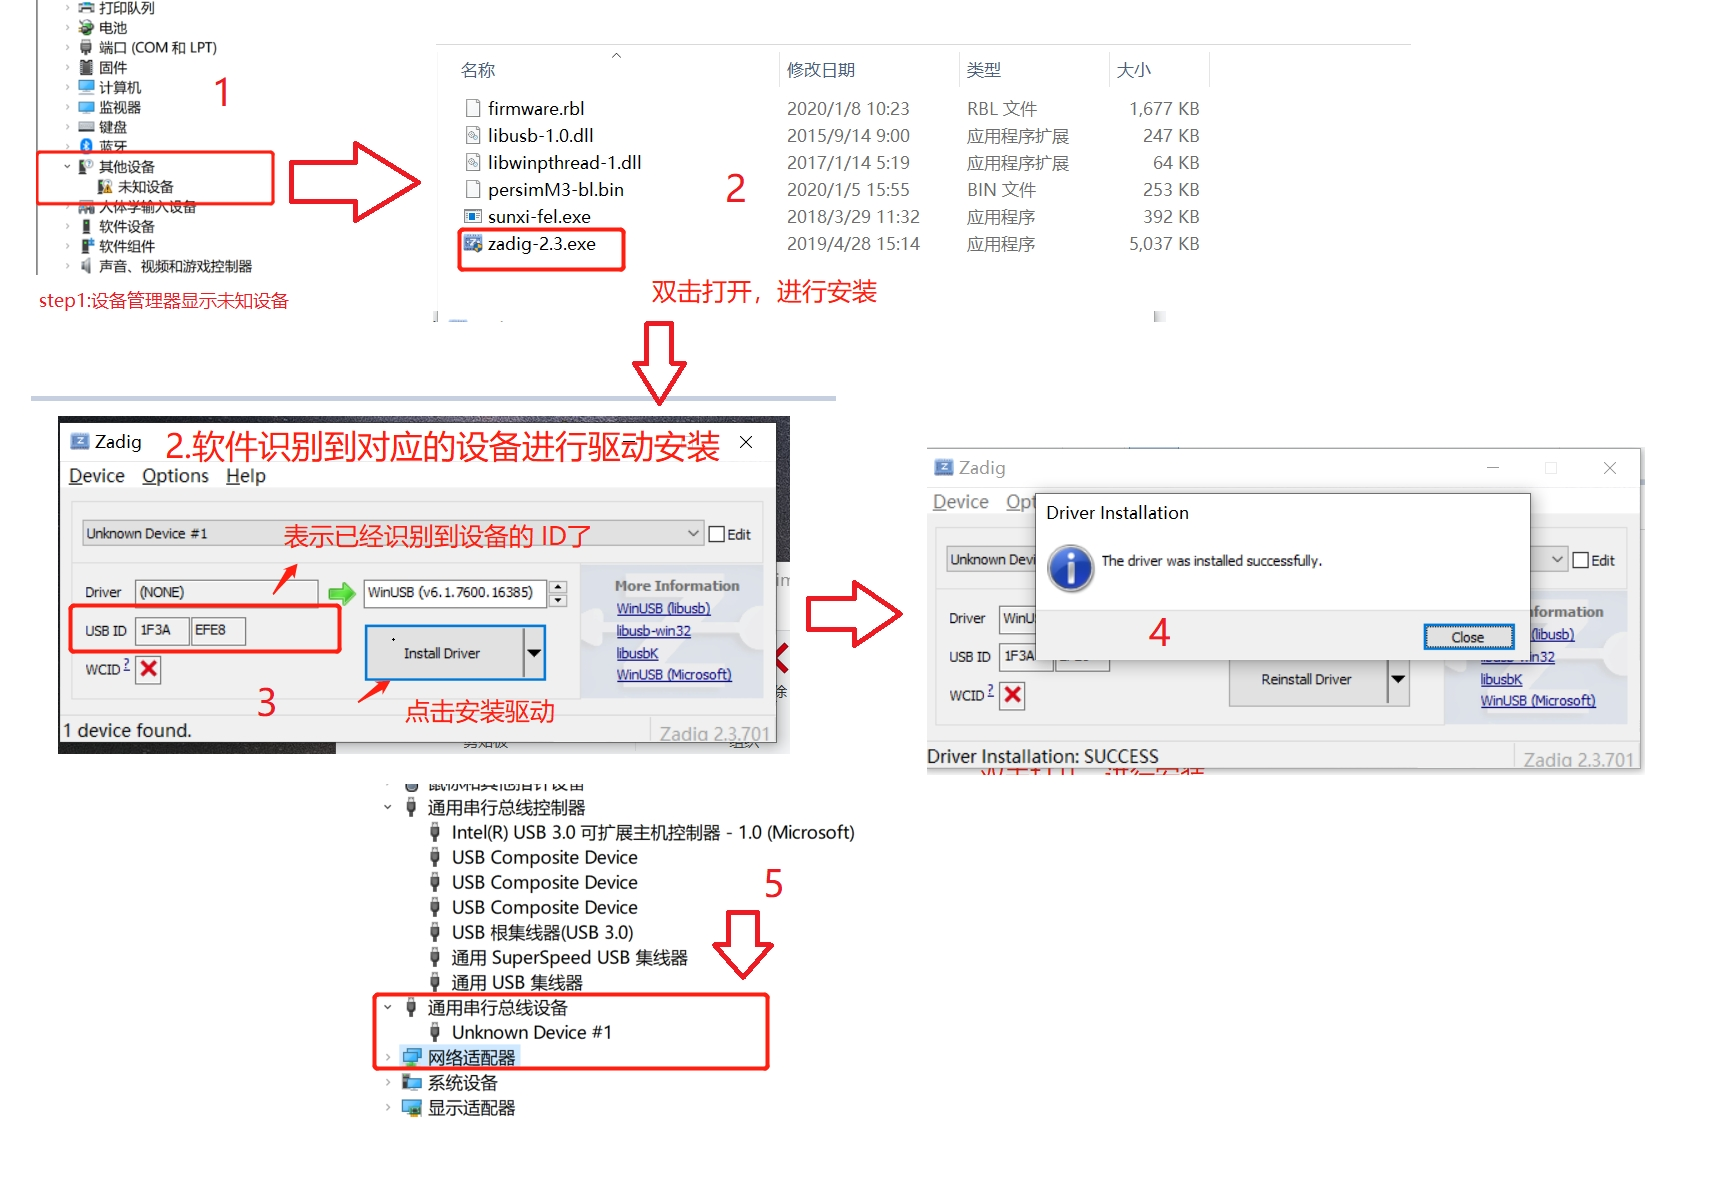 打印队列
电池
端口 (COM 和 LPT)
固件
计算机
监视器
键盘
蓝牙
其他设备
未知设备
人体学输入设备
软件设备
软件组件
声音、视频和游戏控制器
1
step1:设备管理器显示未知设备
名称 修改日期 类型 大小
firmware.rbl 2020/1/8 10:23 RBL 文件 1,677 KB
libusb-1.0.dll 2015/9/14 9:00 应用程序扩展 247 KB
libwinpthread-1.dll 2017/1/14 5:19 应用程序扩展 64 KB
persimM3-bl.bin 2020/1/5 15:55 BIN 文件 253 KB
sunxi-fel.exe 2018/3/29 11:32 应用程序 392 KB
zadig-2.3.exe 2019/4/28 15:14 应用程序 5,037 KB
2
双击打开，进行安装
Zadig
2.软件识别到对应的设备进行驱动安装
Device Options Help
Unknown Device #1
表示已经识别到设备的 ID了
Edit
Driver (NONE) WinUSB (v6.1.7600.16385)
USB ID 1F3A EFE8
WCID ?
Install Driver
More Information
WinUSB (libusb)
libusb-win32
libusbK
WinUSB (Microsoft)
3
点击安装驱动
1 device found.
Zadig 2.3.701
除
剪贴板
组织
Zadig
Device Opt
Driver Installation
The driver was installed successfully.
Close
4
Unknown Devi
Edit
Driver WinU
USB ID 1F3A
WCID ?
Reinstall Driver
formation
(libusb)
libusb-win32
libusbK
WinUSB (Microsoft)
Driver Installation: SUCCESS
Zadig 2.3.701
双击打开，进行安装
鼠标和其他指针设备
通用串行总线控制器
Intel(R) USB 3.0 可扩展主机控制器 - 1.0 (Microsoft)
USB Composite Device
USB Composite Device
USB Composite Device
USB 根集线器(USB 3.0)
通用 SuperSpeed USB 集线器
通用 USB 集线器
5
通用串行总线设备
Unknown Device #1
网络适配器
系统设备
显示适配器